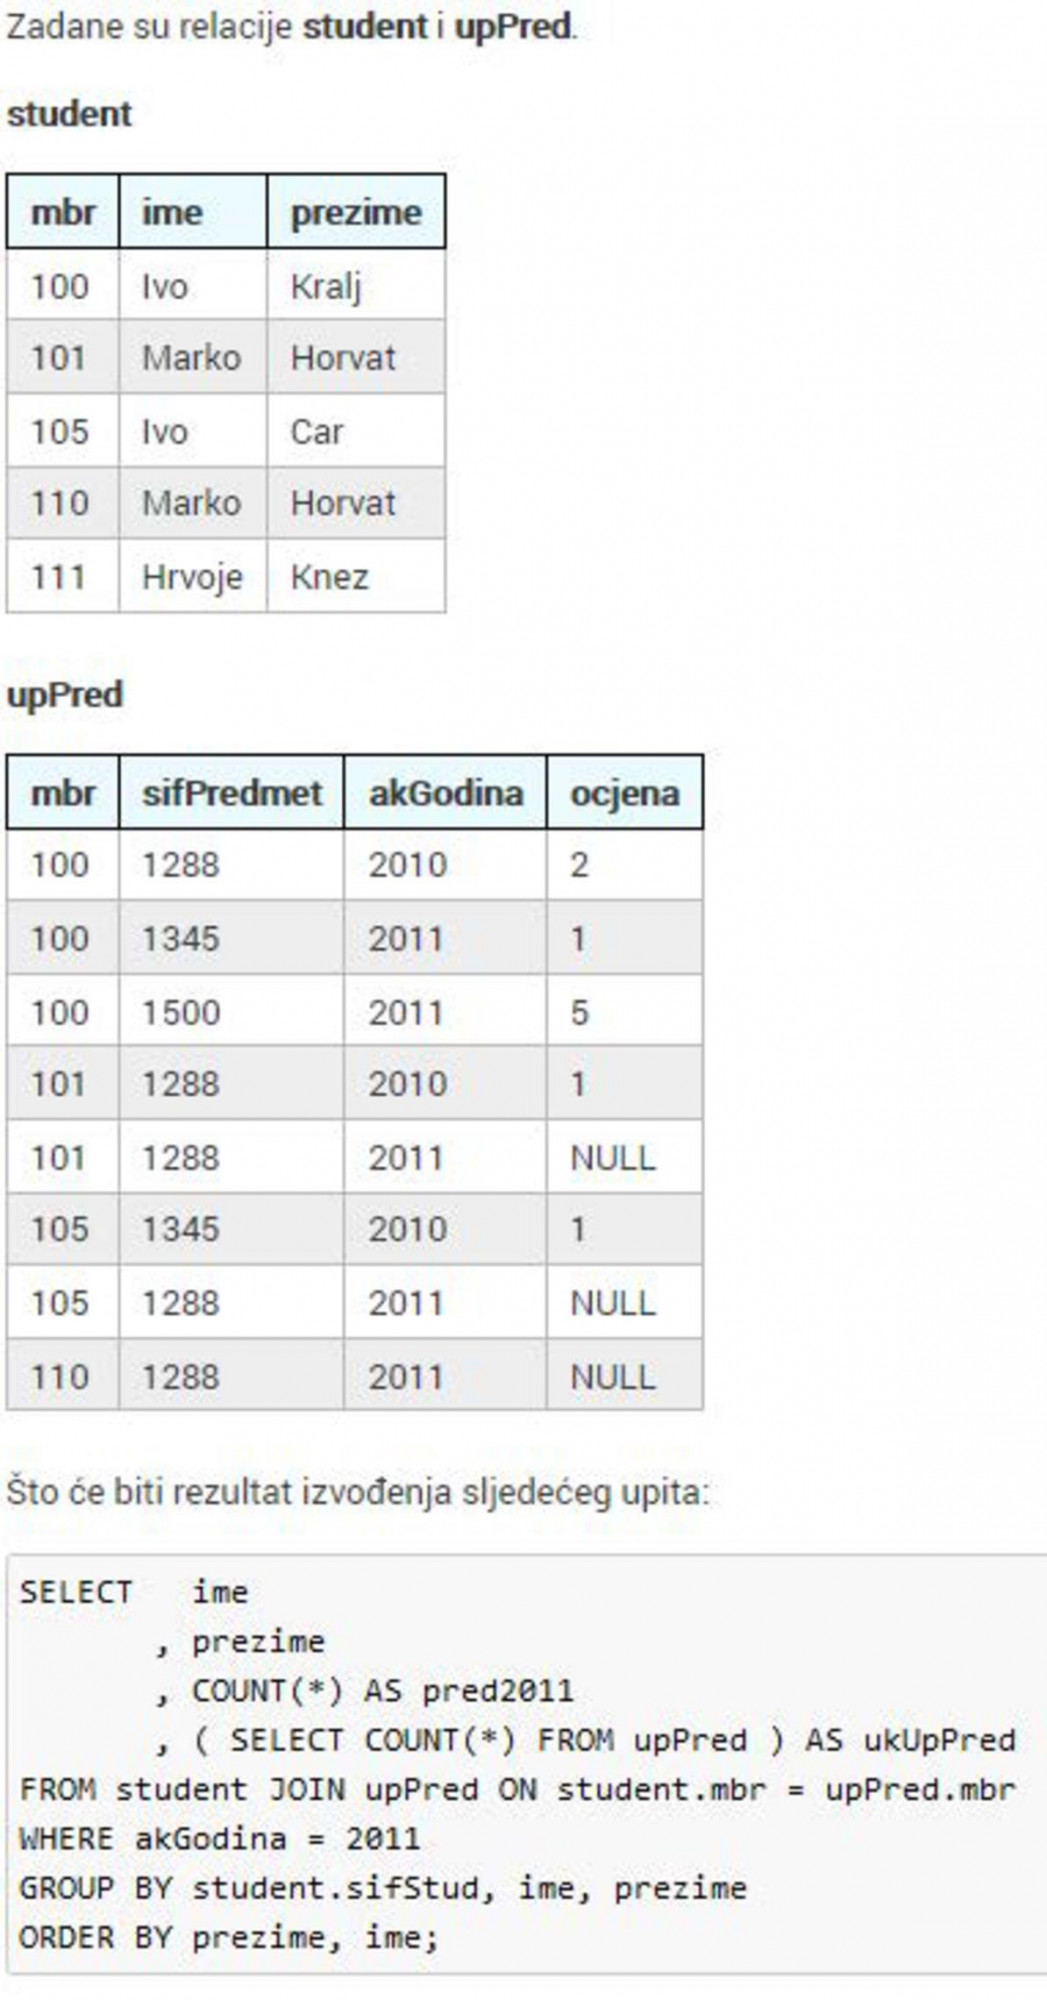 Zadane su relacije student i upPred.
student
mbr ime prezime
100 Ivo Kralj
101 Marko Horvat
105 Ivo Car
110 Marko Horvat
111 Hrvoje Knez
upPred
mbr sifPredmet akGodina ocjena
100 1288 2010 2
100 1345 2011 1
100 1500 2011 5
101 1288 2010 1
101 1288 2011 NULL
105 1345 2010 1
105 1288 2011 NULL
110 1288 2011 NULL
Što će biti rezultat izvođenja sljedećeg upita:
SELECT ime
, prezime
, COUNT(*) AS pred2011
, ( SELECT COUNT(*) FROM upPred ) AS ukUpPred
FROM student JOIN upPred ON student.mbr = upPred.mbr
WHERE akGodina = 2011
GROUP BY student.sifStud, ime, prezime
ORDER BY prezime, ime;